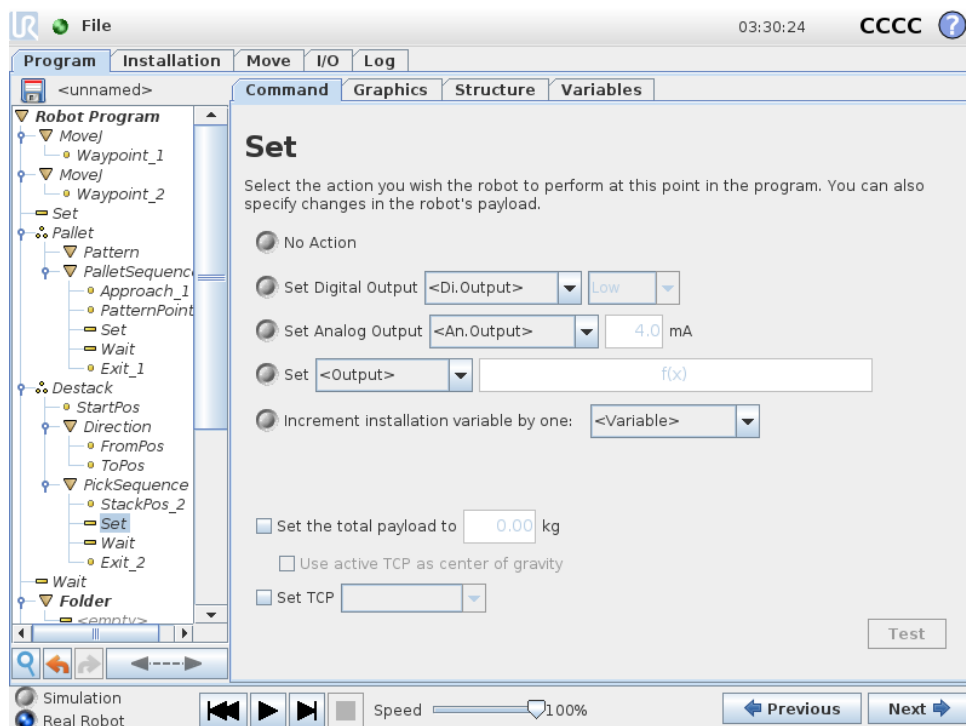 UR File 03:30:24 CCCC ?
Program Installation Move I/O Log
<unnamed> Command Graphics Structure Variables
Robot Program
MoveJ
Waypoint_1
MoveJ
Waypoint_2
Set
Pallet
Pattern
PalletSequenc
Approach_1
PatternPoint
Set
Wait
Exit_1
Destack
StartPos
Direction
FromPos
ToPos
PickSequence
StackPos_2
Set
Wait
Exit_2
Wait
Folder
<empty>
Set
Select the action you wish the robot to perform at this point in the program. You can also
specify changes in the robot's payload.
No Action
Set Digital Output <Di.Output> Low
Set Analog Output <An.Output> 4.0 mA
Set <Output> f(x)
Increment installation variable by one: <Variable>
Set the total payload to 0.00 kg
Use active TCP as center of gravity
Set TCP
Test
Simulation
Real Robot
Speed 100%
Previous Next